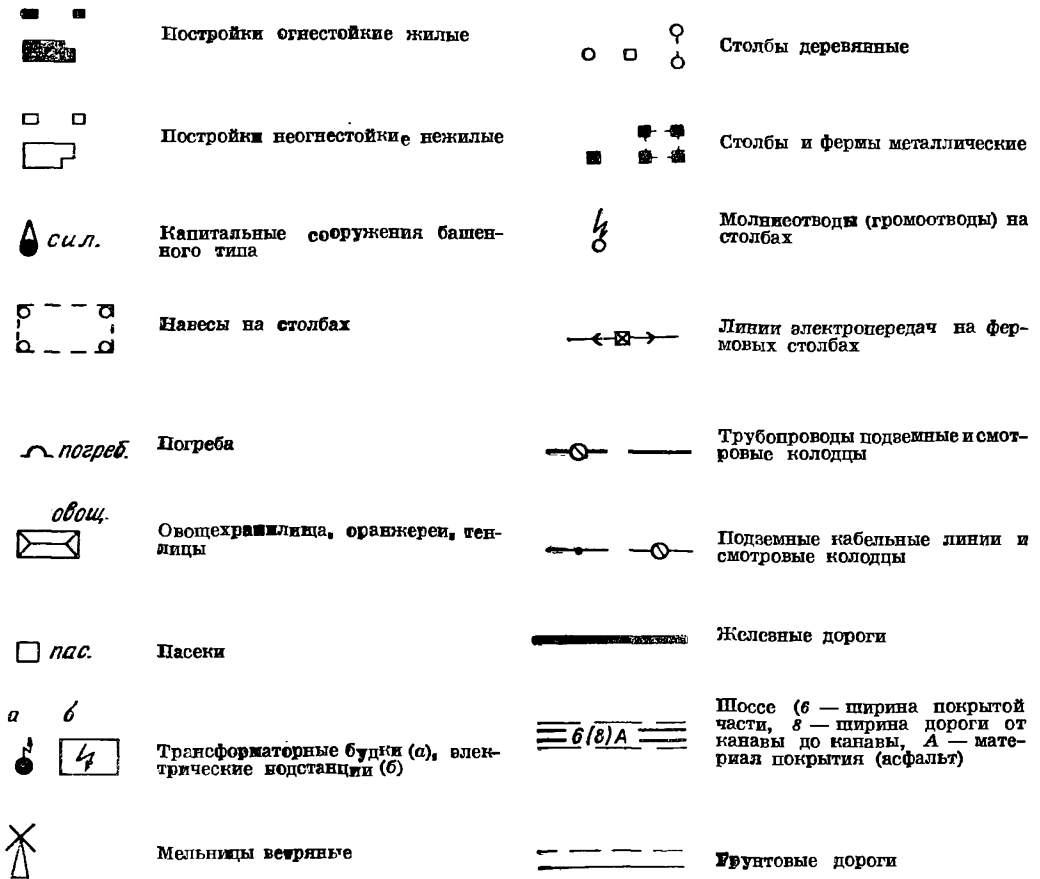 Постройки огнестойкие жилые
Постройки неогнестойкие нежилые
сил.
Капитальные сооружения башен-
ного типа
Навесы на столбах
погреб.
Погреба
овощ.
Овощехранилища, оранжереи, теп-
лицы
пас.
Пасеки
а б
Трансформаторные будки (а), элек-
трические подстанции (б)
Мельницы ветряные
Столбы деревянные
Столбы и фермы металлические
Молниеотводы (громоотводы) на
столбах
Линии электропередач на фер-
мовых столбах
Трубопроводы подземные и смот-
ровые колодцы
Подземные кабельные линии и
смотровые колодцы
Железные дороги
6(8)А
Шоссе (6 — ширина покрытой
части, 8 — ширина дороги от
канавы до канавы, А — мате-
риал покрытия (асфальт)
Грунтовые дороги